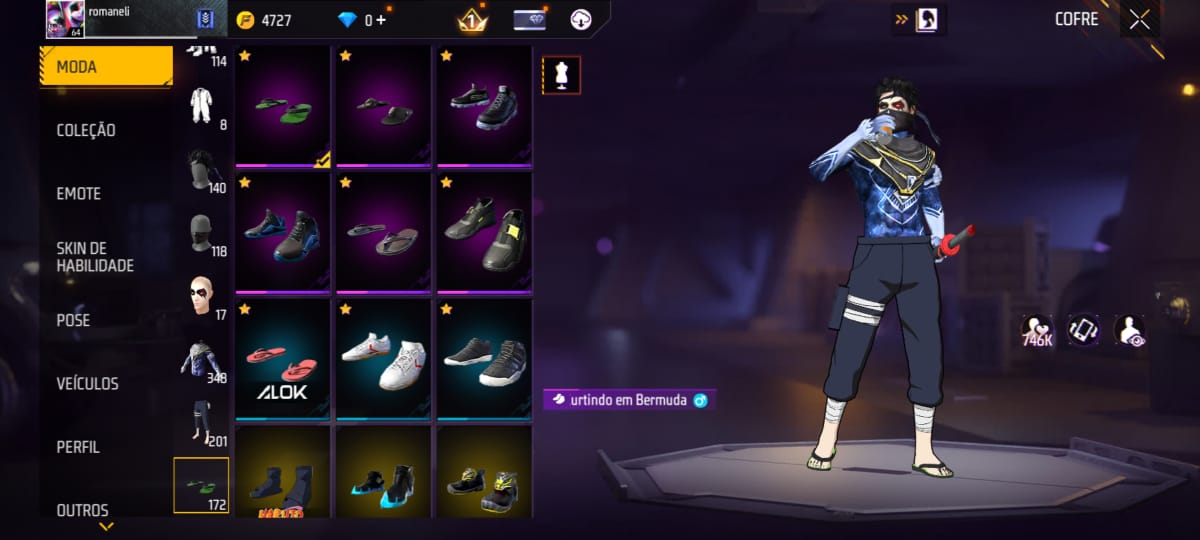 romaneli
64
4727
0 +
1
COFRE
MODA
COLEÇÃO
EMOTE
SKIN DE
HABILIDADE
POSE
VEÍCULOS
PERFIL
OUTROS
114
8
140
118
17
348
201
172
ALOK
NARUTO
746K
urtindo em Bermuda